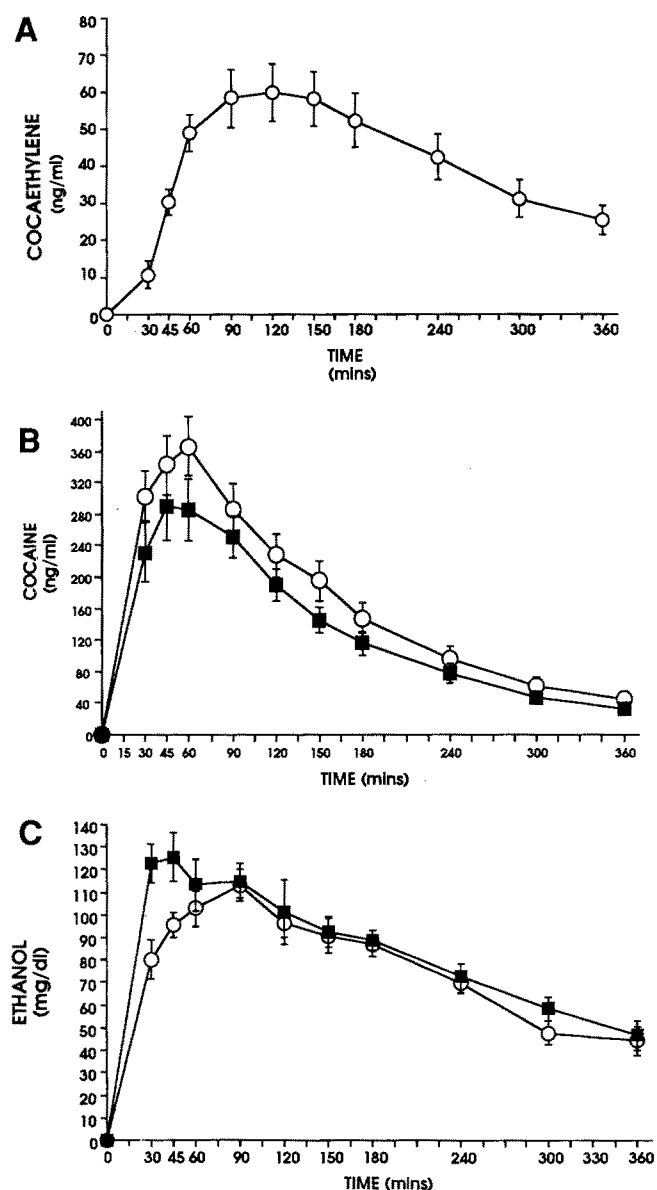 A
80
70
60
50
40
30
20
10
0
COCAETHYLENE
(ng/ml)
0 30 45 60 90 120 150 180 240 300 360
TIME
(mins)
B
400
360
320
280
240
200
160
120
80
40
0
COCAINE
(ng/ml)
0 15 30 45 60 90 120 150 180 240 300 360
TIME (mins)
C
140
130
120
110
100
90
80
70
60
50
40
30
20
10
0
ETHANOL
(mg/dl)
0 30 45 60 90 120 150 180 240 300 330 360
TIME (mins)